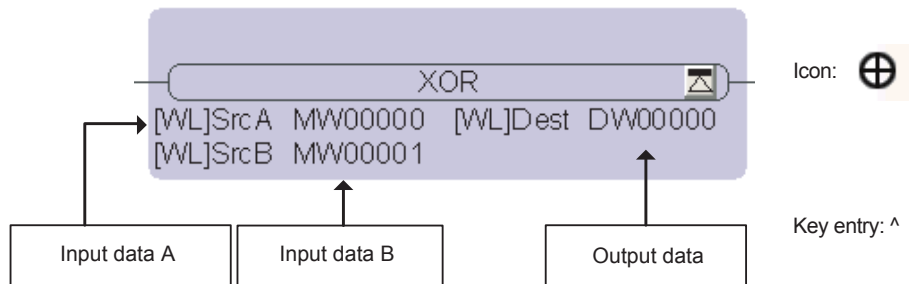 XOR
Icon:
[WL]SrcA MW00000 [WL]Dest DW00000
[WL]SrcB MW00001
Key entry: ^
Input data A
Input data B
Output data